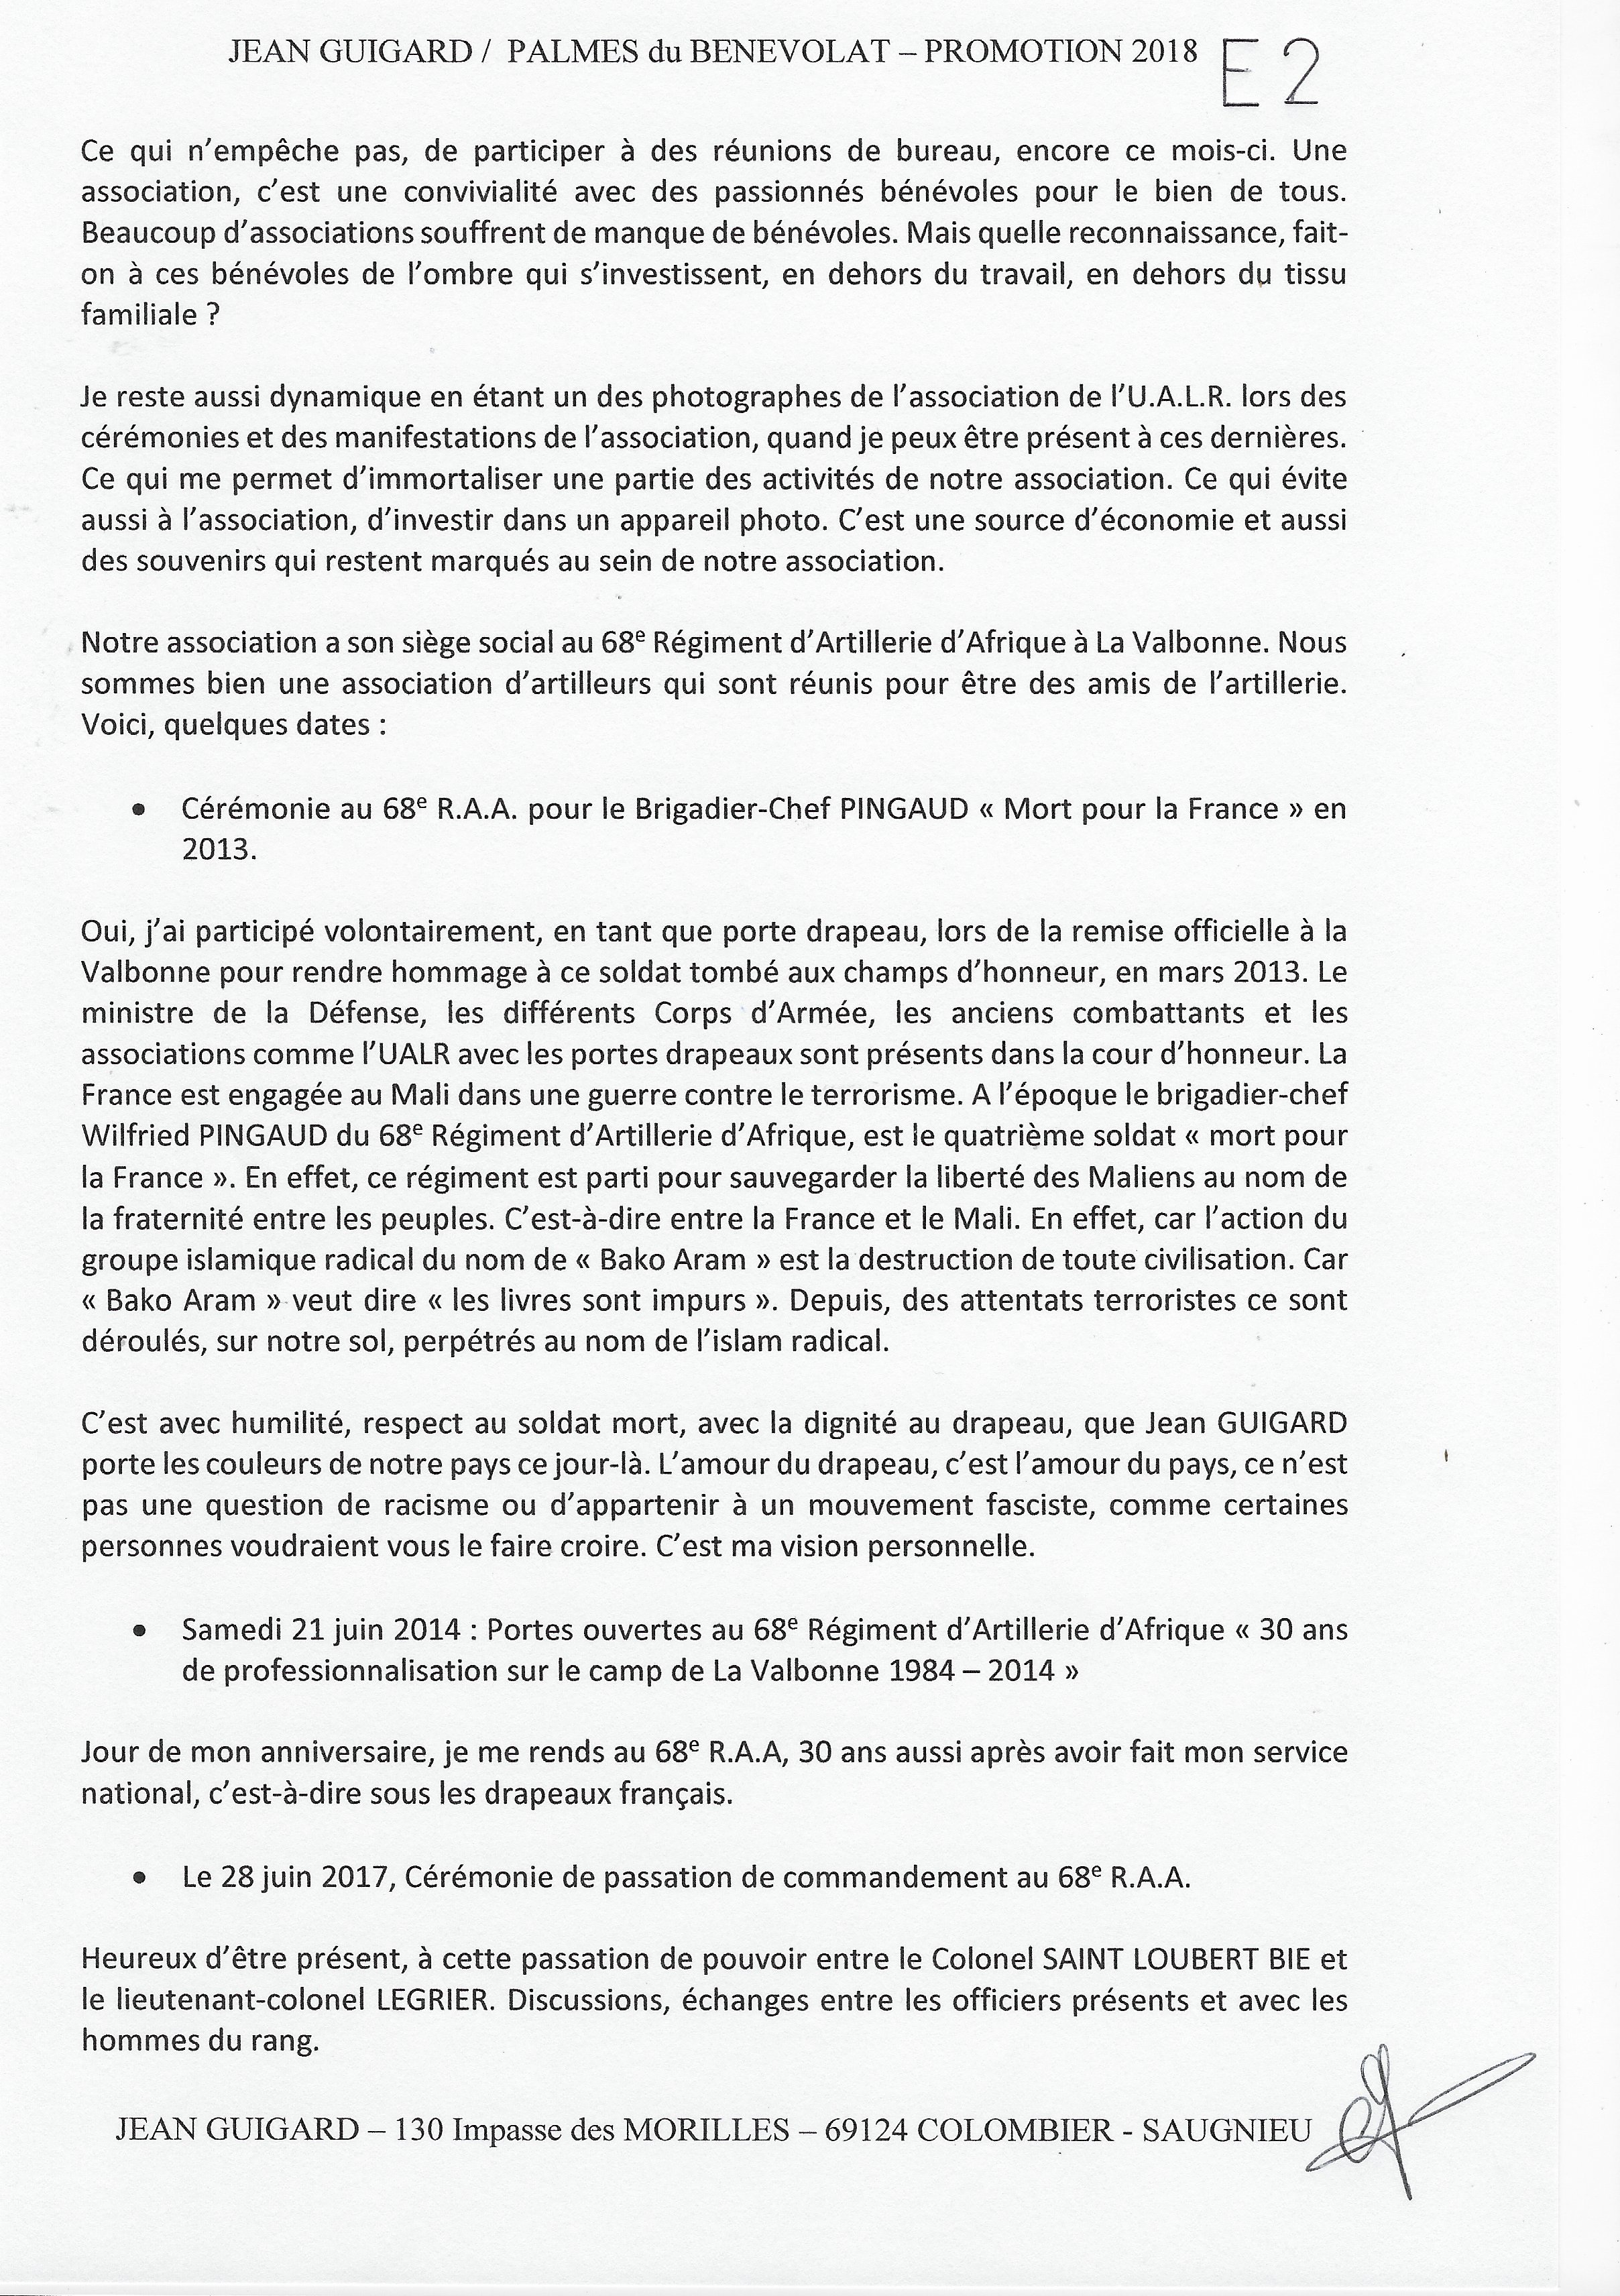 JEAN GUIGARD / PALMES du BENEVOLAT – PROMOTION 2018 E2
Ce qui n'empêche pas, de participer à des réunions de bureau, encore ce mois-ci. Une
association, c'est une convivialité avec des passionnés bénévoles pour le bien de tous.
Beaucoup d'associations souffrent de manque de bénévoles. Mais quelle reconnaissance, fait-
on à ces bénévoles de l'ombre qui s'investissent, en dehors du travail, en dehors du tissu
familiale ?
Je reste aussi dynamique en étant un des photographes de l'association de l'U.A.L.R. lors des
cérémonies et des manifestations de l'association, quand je peux être présent à ces dernières.
Ce qui me permet d'immortaliser une partie des activités de notre association. Ce qui évite
aussi à l'association, d'investir dans un appareil photo. C'est une source d'économie et aussi
des souvenirs qui restent marqués au sein de notre association.
Notre association a son siège social au 68e Régiment d'Artillerie d'Afrique à La Valbonne. Nous
sommes bien une association d'artilleurs qui sont réunis pour être des amis de l'artillerie.
Voici, quelques dates :
• Cérémonie au 68e R.A.A. pour le Brigadier-Chef PINGAUD « Mort pour la France » en
2013.
Oui, j'ai participé volontairement, en tant que porte drapeau, lors de la remise officielle à la
Valbonne pour rendre hommage à ce soldat tombé aux champs d'honneur, en mars 2013. Le
ministre de la Défense, les différents Corps d'Armée, les anciens combattants et les
associations comme l'UALR avec les portes drapeaux sont présents dans la cour d'honneur. La
France est engagée au Mali dans une guerre contre le terrorisme. A l'époque le brigadier-chef
Wilfried PINGAUD du 68e Régiment d'Artillerie d'Afrique, est le quatrième soldat « mort pour
la France ». En effet, ce régiment est parti pour sauvegarder la liberté des Maliens au nom de
la fraternité entre les peuples. C'est-à-dire entre la France et le Mali. En effet, car l'action du
groupe islamique radical du nom de « Bako Aram » est la destruction de toute civilisation. Car
« Bako Aram » veut dire « les livres sont impurs ». Depuis, des attentats terroristes ce sont
déroulés, sur notre sol, perpétrés au nom de l'islam radical.
C'est avec humilité, respect au soldat mort, avec la dignité au drapeau, que Jean GUIGARD
porte les couleurs de notre pays ce jour-là. L'amour du drapeau, c'est l'amour du pays, ce n'est
pas une question de racisme ou d'appartenir à un mouvement fasciste, comme certaines
personnes voudraient vous le faire croire. C'est ma vision personnelle.
• Samedi 21 juin 2014 : Portes ouvertes au 68e Régiment d'Artillerie d'Afrique « 30 ans
de professionnalisation sur le camp de La Valbonne 1984 – 2014 »
Jour de mon anniversaire, je me rends au 68e R.A.A, 30 ans aussi après avoir fait mon service
national, c'est-à-dire sous les drapeaux français.
• Le 28 juin 2017, Cérémonie de passation de commandement au 68e R.A.A.
Heureux d'être présent, à cette passation de pouvoir entre le Colonel SAINT LOUBERT BIE et
le lieutenant-colonel LEGRIER. Discussions, échanges entre les officiers présents et avec les
hommes du rang.
JEAN GUIGARD – 130 Impasse des MORILLES – 69124 COLOMBIER - SAUGNIEU